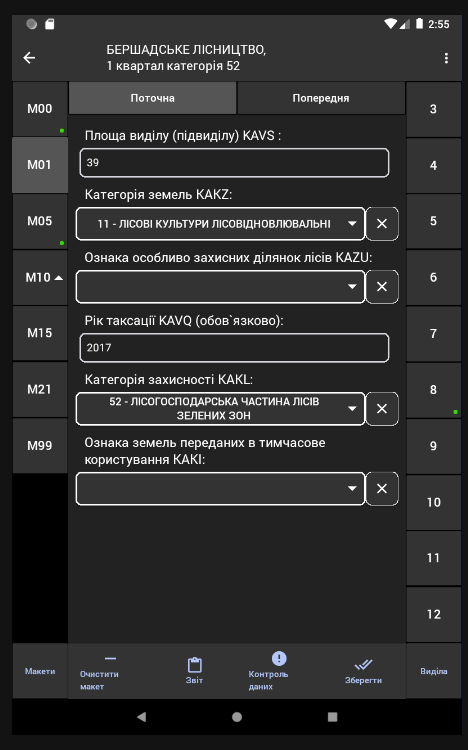 2:55
БЕРШАДСЬКЕ ЛІСНИЦТВО,
1 квартал категорія 52
M00
M01
M05
M10
M15
M21
M99
Макети
Поточна
Попередня
Площа виділу (підвиділу) KAVS :
39
Категорія земель KAKZ:
11 - ЛІСОВІ КУЛЬТУРИ ЛІСОВІДНОВЛЮВАЛЬНІ
Ознака особливо захисних ділянок лісів KAZU:
Рік таксації KAVQ (обов`язково):
2017
Категорія захисності KAKL:
52 - ЛІСОГОСПОДАРСЬКА ЧАСТИНА ЛІСІВ
ЗЕЛЕНИХ ЗОН
Ознака земель переданих в тимчасове
користування KAKI:
Очистити
макет
Звіт
Контроль
даних
Зберегти
3
4
5
6
7
8
9
10
11
12
Виділа